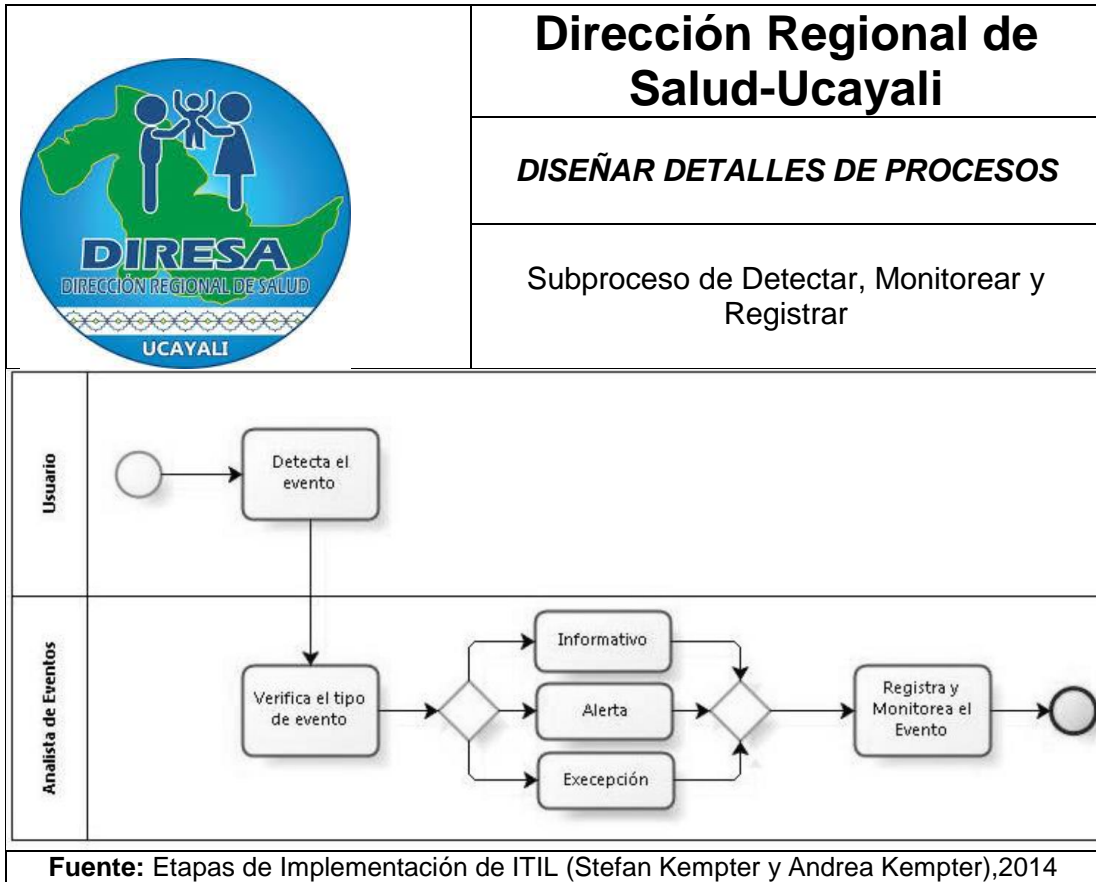 DIRESA
DIRECCIÓN REGIONAL DE SALUD
UCAYALI
Dirección Regional de
Salud-Ucayali
DISEÑAR DETALLES DE PROCESOS
Subproceso de Detectar, Monitorear y
Registrar
Usuario
Detecta el
evento
Analista de Eventos
Verifica el tipo
de evento
Informativo
Alerta
Execepción
Registra y
Monitorea el
Evento
Fuente: Etapas de Implementación de ITIL (Stefan Kempter y Andrea Kempter),2014